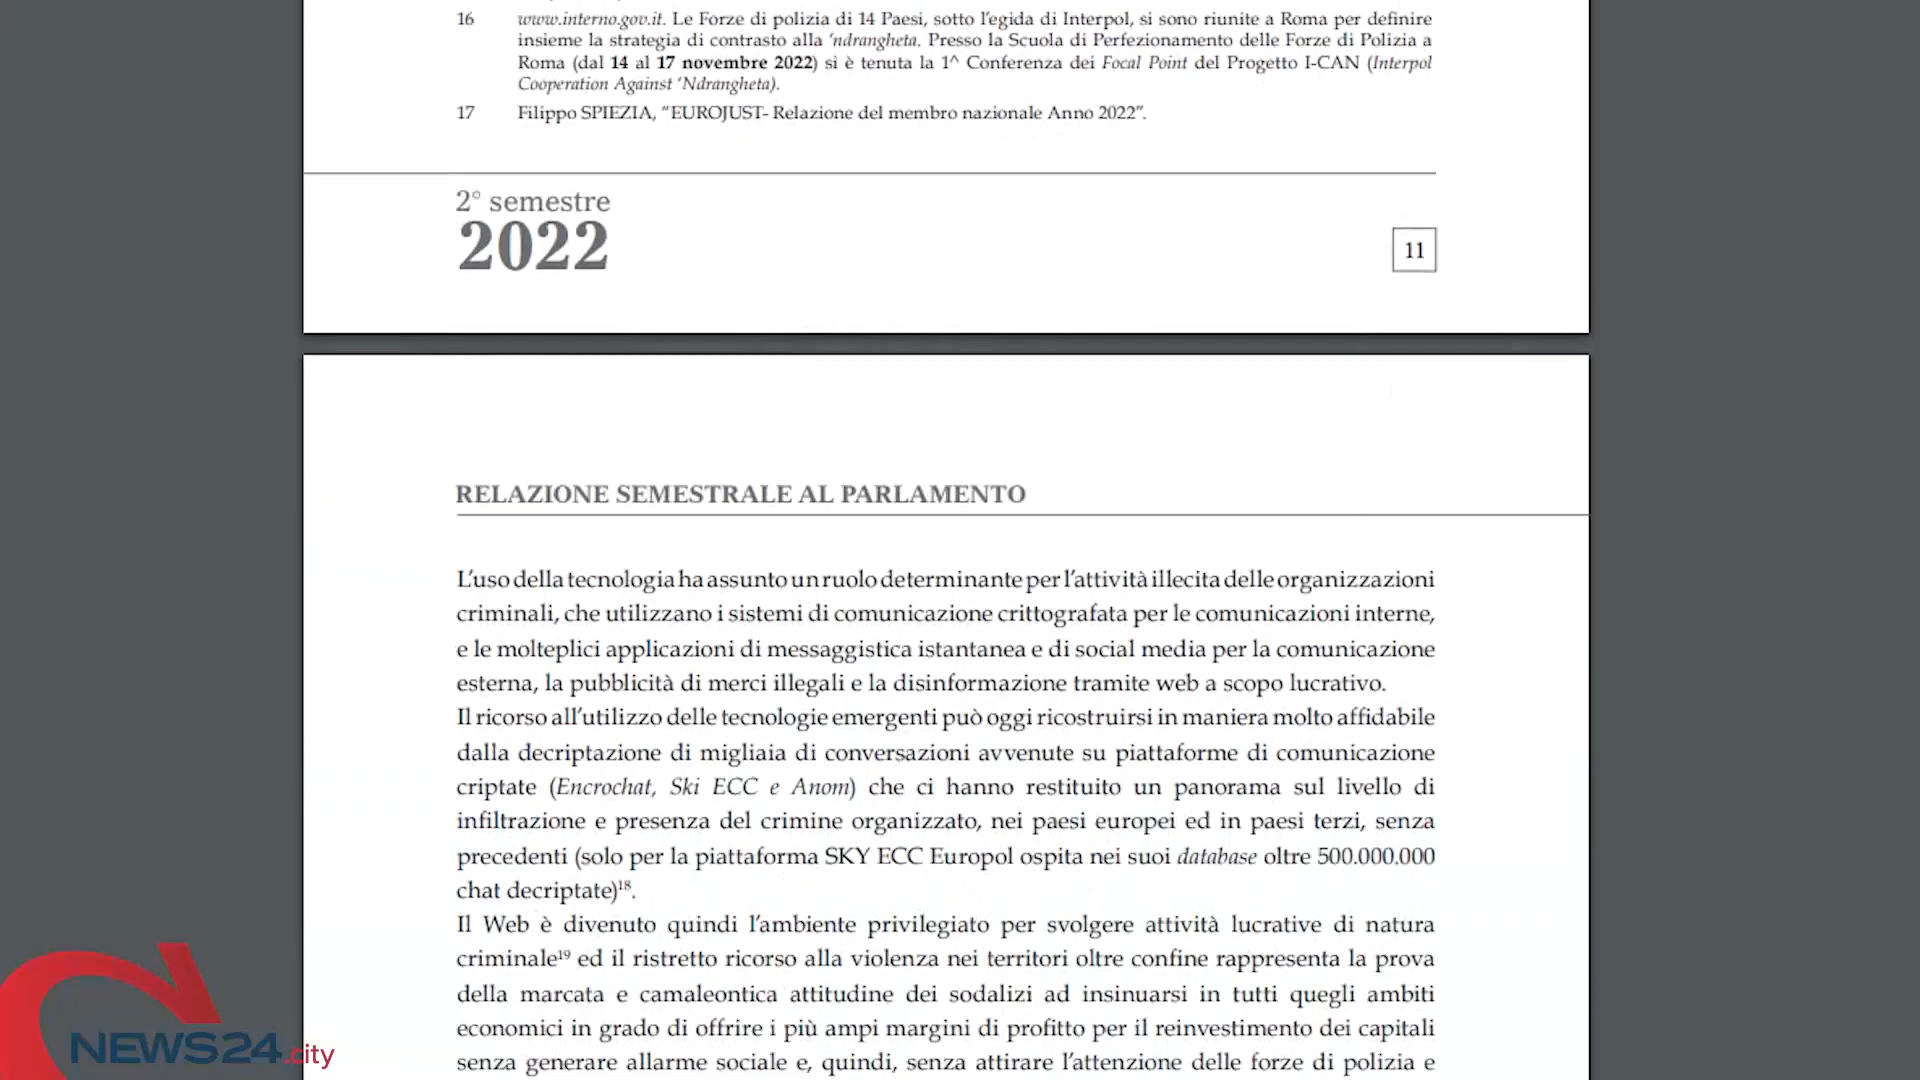 16 www.interno.gov.it. Le Forze di polizia di 14 Paesi, sotto l'egida di Interpol, si sono riunite a Roma per definire
insieme la strategia di contrasto alla 'ndrangheta. Presso la Scuola di Perfezionamento delle Forze di Polizia a
Roma (dal 14 al 17 novembre 2022) si è tenuta la 1^ Conferenza dei Focal Point del Progetto I-CAN (Interpol
Cooperation Against 'Ndrangheta).
17 Filippo SPIEZIA, "EUROJUST- Relazione del membro nazionale Anno 2022".
2° semestre
2022
11
RELAZIONE SEMESTRALE AL PARLAMENTO
L'uso della tecnologia ha assunto un ruolo determinante per l'attività illecita delle organizzazioni
criminali, che utilizzano i sistemi di comunicazione crittografata per le comunicazioni interne,
e le molteplici applicazioni di messaggistica istantanea e di social media per la comunicazione
esterna, la pubblicità di merci illegali e la disinformazione tramite web a scopo lucrativo.
Il ricorso all'utilizzo delle tecnologie emergenti può oggi ricostruirsi in maniera molto affidabile
dalla decriptazione di migliaia di conversazioni avvenute su piattaforme di comunicazione
criptate (Encrochat, Ski ECC e Anom) che ci hanno restituito un panorama sul livello di
infiltrazione e presenza del crimine organizzato, nei paesi europei ed in paesi terzi, senza
precedenti (solo per la piattaforma SKY ECC Europol ospita nei suoi database oltre 500.000.000
chat decriptate)18.
Il Web è divenuto quindi l'ambiente privilegiato per svolgere attività lucrative di natura
criminale19 ed il ristretto ricorso alla violenza nei territori oltre confine rappresenta la prova
della marcata e camaleontica attitudine dei sodalizi ad insinuarsi in tutti quegli ambiti
economici in grado di offrire i più ampi margini di profitto per il reinvestimento dei capitali
senza generare allarme sociale e, quindi, senza attirare l'attenzione delle forze di polizia e
NEWS24.city